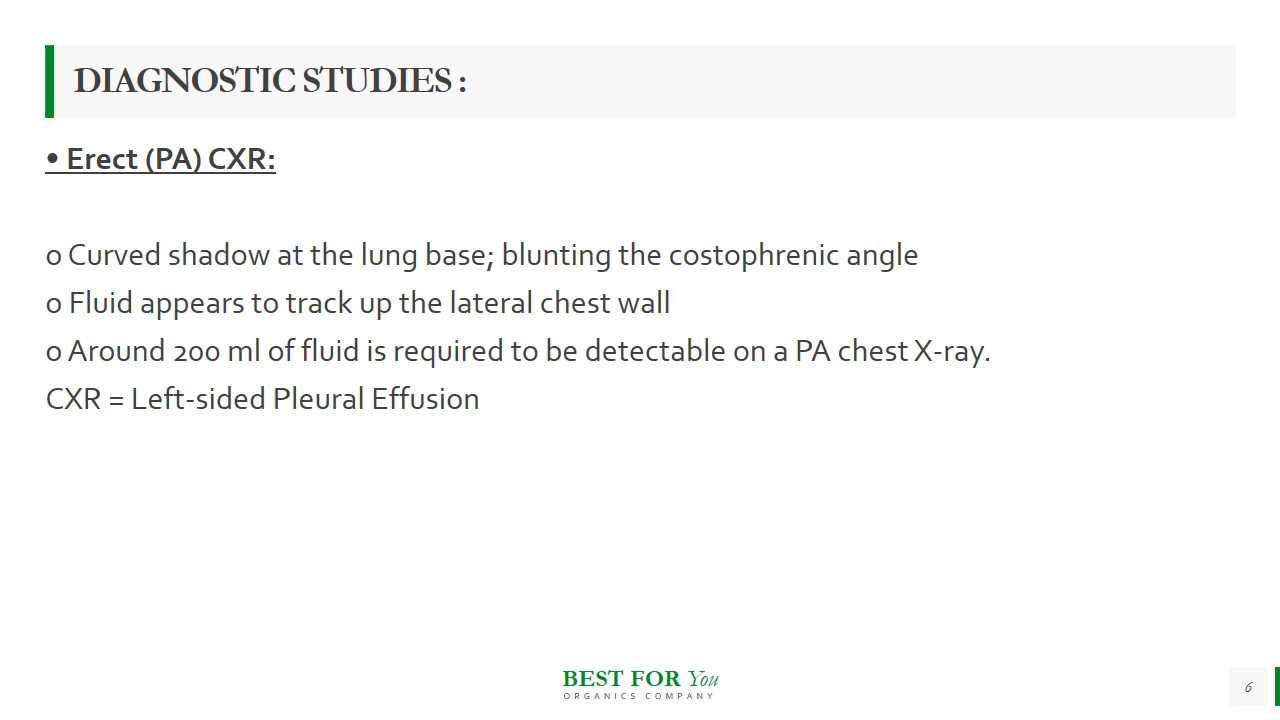 DIAGNOSTIC STUDIES :
• Erect (PA) CXR:
o Curved shadow at the lung base; blunting the costophrenic angle
o Fluid appears to track up the lateral chest wall
o Around 200 ml of fluid is required to be detectable on a PA chest X-ray.
CXR = Left-sided Pleural Effusion
BEST FOR You
ORGANICS COMPANY
6